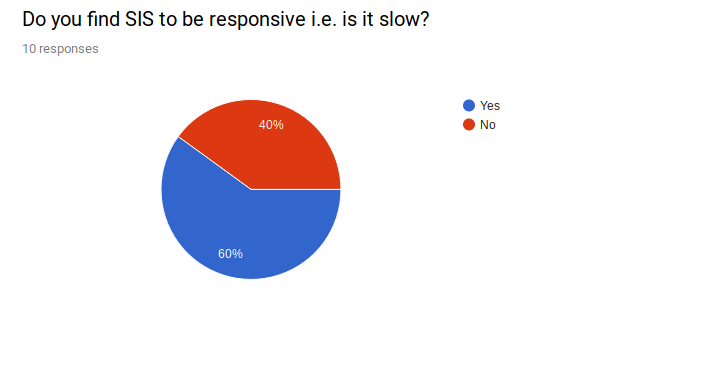 Do you find SIS to be responsive i.e. is it slow?
10 responses
Yes
No
40%
60%